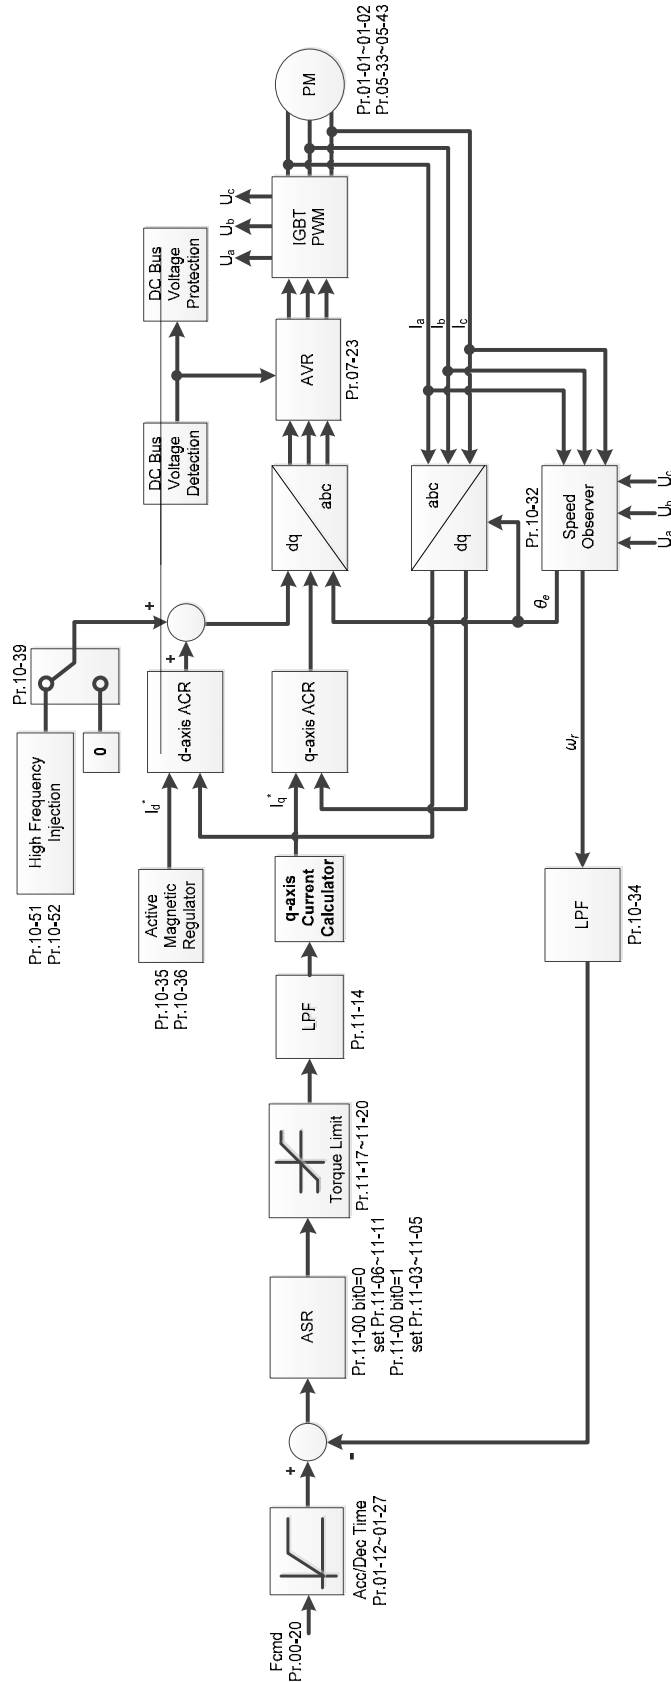 Fcmd
Pr.00-20
Acc/Dec Time
Pr.01-12~01-27
+
-
ASR
Pr.11-00 bit0=0
set Pr.11-06~11-11
Pr.11-00 bit0=1
set Pr.11-03~11-05
Torque Limit
Pr.11-17~11-20
LPF
Pr.11-14
q-axis
Current
Calculator
Iq*
q-axis ACR
Active
Magnetic
Regulator
Pr.10-35
Pr.10-36
Id*
d-axis ACR
High Frequency
Injection
Pr.10-51
Pr.10-52
0
Pr.10-39
+
+
dq
abc
DC Bus
Voltage
Detection
DC Bus
Voltage
Protection
AVR
Pr.07-23
IGBT
PWM
Ua
Ub
Uc
PM
Pr.01-01~01-02
Pr.05-33~05-43
Ia
Ib
Ic
abc
dq
θe
Pr.10-32
Speed
Observer
Ua
Ub
Uc
ωr
LPF
Pr.10-34